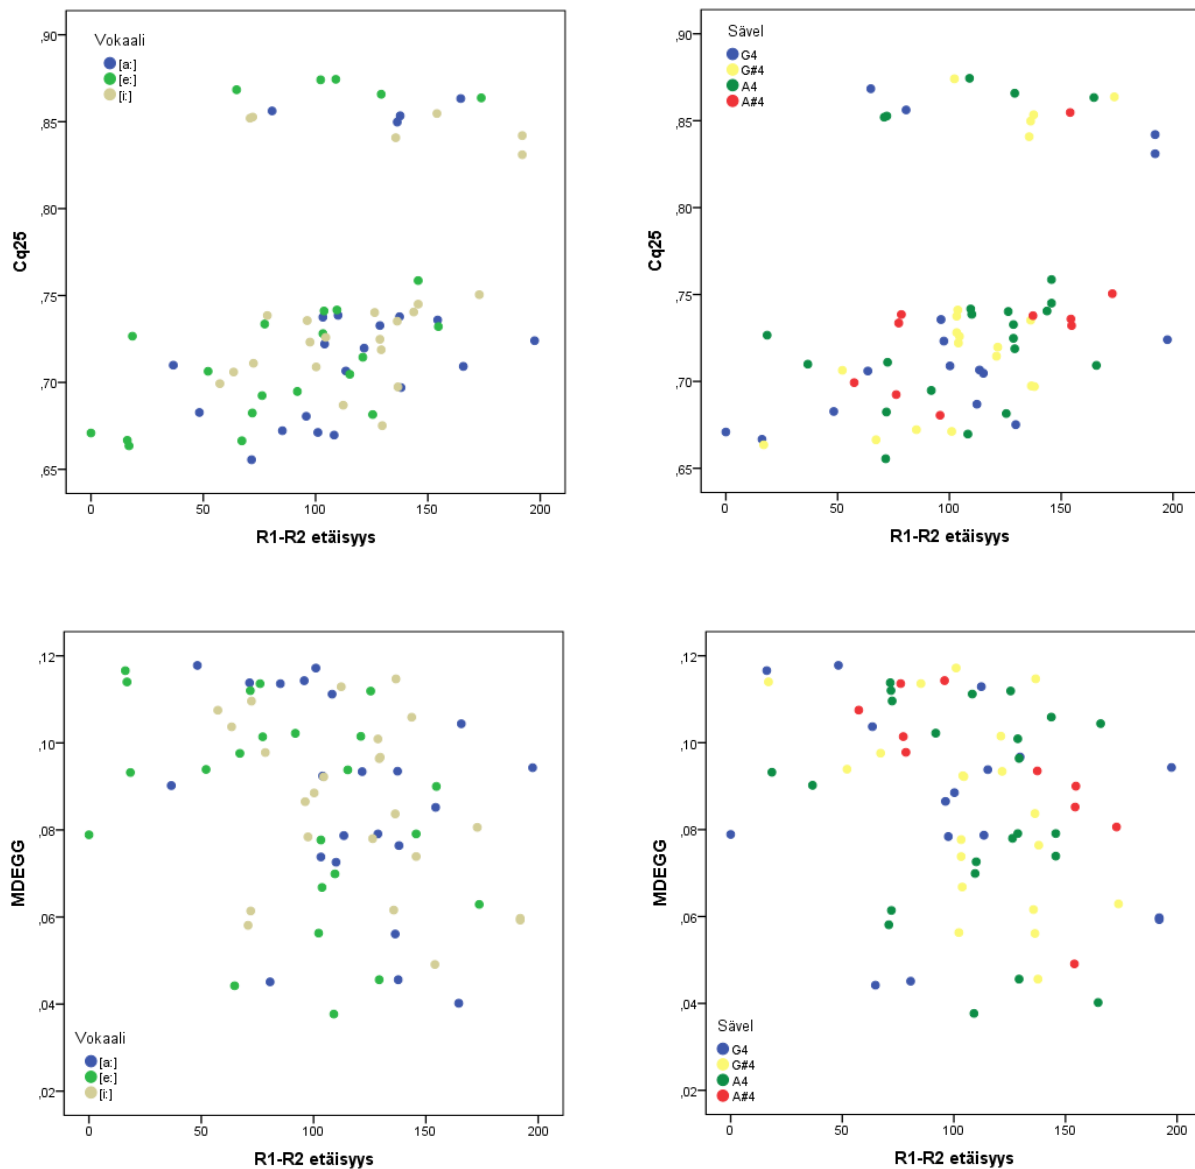 Vokaali
[a:]
[e:]
[i:]
,90
,85
,80
,75
,70
,65
Cq25
0 50 100 150 200
R1-R2 etäisyys
Sävel
G4
G#4
A4
A#4
,90
,85
,80
,75
,70
,65
Cq25
0 50 100 150 200
R1-R2 etäisyys
,12
,10
,08
,06
,04
,02
MDEGG
Vokaali
[a:]
[e:]
[i:]
0 50 100 150 200
R1-R2 etäisyys
,12
,10
,08
,06
,04
,02
MDEGG
Sävel
G4
G#4
A4
A#4
0 50 100 150 200
R1-R2 etäisyys